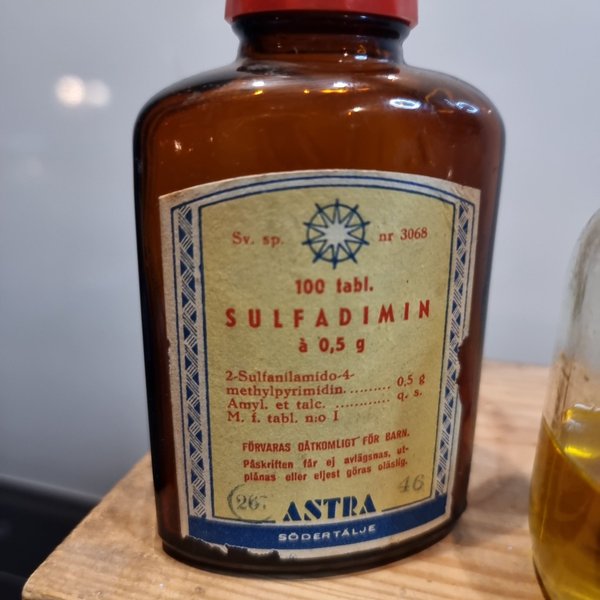 Sv. sp. nr 3068
100 tabl.
SULFADIMIN
à 0,5 g
2-Sulfanilamido-4-
methylpyrimidin.......... 0,5 g
Amyl. et talc. ............ q. s.
M. f. tabl. n:o I
FÖRVARAS OÅTKOMLIGT FÖR BARN.
Påskriften får ej avlägsnas, ut-
plånas eller eljest göras oläslig.
26 ASTRA 46
SÖDERTÄLJE